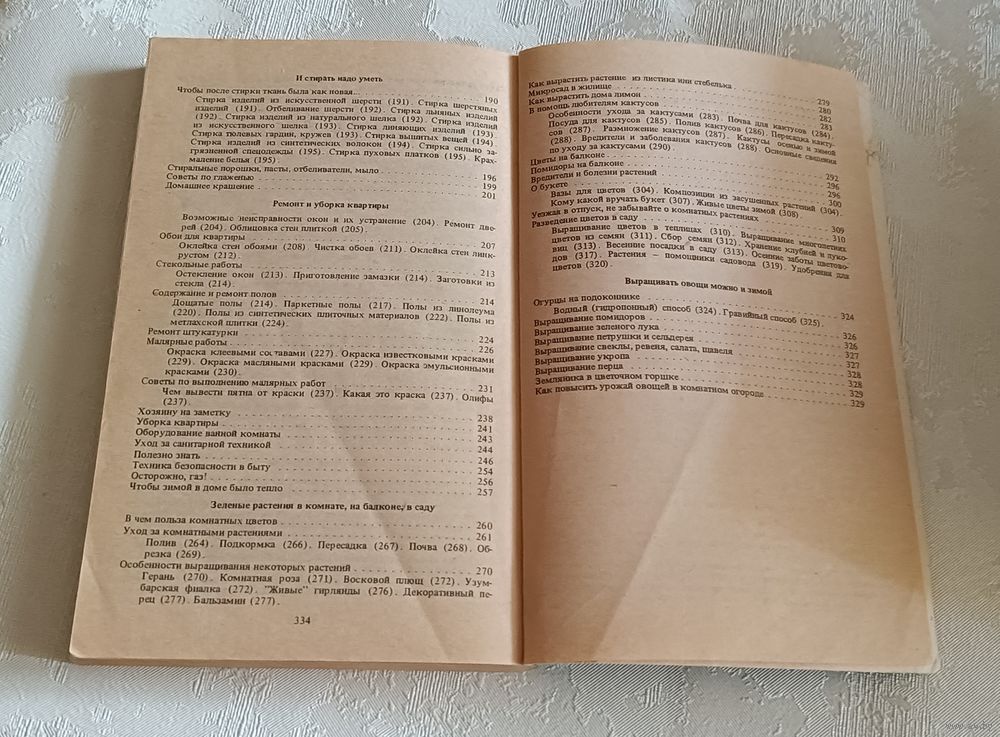 И стирать надо уметь
Чтобы после стирки ткань была как новая... 190
Стирка изделий из искусственной шерсти (191). Стирка шерстяных
изделий (191). Отбеливание шерсти (192). Стирка льняных изделий
(192). Стирка изделий из натурального шелка (192). Стирка изделий
из искусственного шелка (193). Стирка линяющих изделий (193).
Стирка тюлевых гардин, кружев (193). Стирка вышитых вещей (194).
Стирка изделий из синтетических волокон (194). Стирка сильно за-
грязненной спецодежды (195). Стирка пуховых платков (195). Крах-
маление белья (195).
Стиральные порошки, пасты, отбеливатели, мыло 196
Советы по глаженью 199
Домашнее крашение 201
Ремонт и уборка квартиры
Возможные неисправности окон и их устранение (204). Ремонт две-
рей (204). Облицовка стен плиткой (205).
Обои для квартиры 207
Оклейка стен обоями (208). Чистка обоев (211). Оклейка стен линк-
рустом (212).
Стекольные работы 213
Остекление окон (213). Приготовление замазки (214). Заготовки из
стекла (214).
Содержание и ремонт полов 214
Дощатые полы (214). Паркетные полы (217). Полы из линолеума
(220). Полы из синтетических плиточных материалов (222). Полы из
метлахской плитки (224).
Ремонт штукатурки 224
Малярные работы 226
Окраска клеевыми составами (227). Окраска известковыми красками
(229). Окраска масляными красками (229). Окраска эмульсионными
красками (230).
Советы по выполнению малярных работ 231
Чем вывести пятна от краски (237). Какая это краска (237). Олифы
(237).
Хозяину на заметку 238
Уборка квартиры 241
Оборудование ванной комнаты 243
Уход за санитарной техникой 244
Полезно знать 246
Техника безопасности в быту 254
Осторожно, газ! 256
Чтобы зимой в доме было тепло 257
Зеленые растения в комнате, на балконе, в саду
В чем польза комнатных цветов 260
Уход за комнатными растениями 261
Полив (264). Подкормка (266). Пересадка (267). Почва (268). Об-
резка (269).
Особенности выращивания некоторых растений 270
Герань (270). Комнатная роза (271). Восковой плющ (272). Узум-
барская фиалка (272). "Живые" гирлянды (276). Декоративный пе-
рец (277). Бальзамин (277).
334
Как вырастить растение из листика или стебелька 279
Микросад в жилище 280
Как вырастить дома лимон 282
В помощь любителям кактусов 283
Особенности ухода за кактусами (283). Почва для кактусов (284).
Посуда для кактусов (285). Полив кактусов (286). Пересадка какту-
сов (287). Размножение кактусов (287). Кактусы осенью и зимой
(288). Вредители и заболевания кактусов (288). Основные сведения
по уходу за кактусами (290).
Цветы на балконе 292
Помидоры на балконе 296
Вредители и болезни растений 296
О букете 300
Вазы для цветов (304). Композиции из засушенных растений (304).
Кому какой вручать букет (307). Живые цветы зимой (308).
Уезжая в отпуск, не забывайте о комнатных растениях 309
Разведение цветов в саду 310
Выращивание цветов в теплицах (310). Выращивание многолетних
цветов из семян (311). Сбор семян (312). Хранение клубней и луко-
виц (313). Весенние посадки в саду (313). Осенние заботы цветово-
дов (317). Растения — помощники садовода (319). Удобрения для
цветов (320).
Выращивать овощи можно и зимой
Огурцы на подоконнике 324
Водный (гидропонный) способ (324). Гравийный способ (325).
Выращивание помидоров 326
Выращивание зеленого лука 326
Выращивание петрушки и сельдерея 327
Выращивание свеклы, ревеня, салата, щавеля 327
Выращивание укропа 328
Выращивание перца 328
Земляника в цветочном горшке 329
Как повысить урожай овощей в комнатном огороде 329